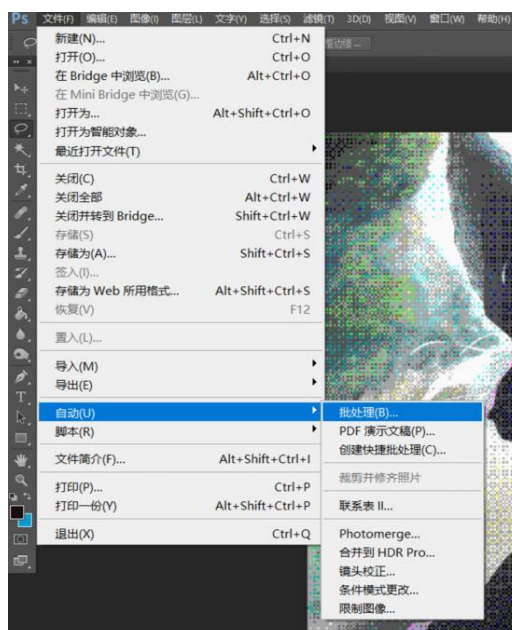 Ps 文件(F) 编辑(E) 图像(I) 图层(L) 文字(Y) 选择(S) 滤镜(T) 3D(D) 视图(V) 窗口(W) 帮助(H)
新建(N)... Ctrl+N
打开(O)... Ctrl+O
在 Bridge 中浏览(B)... Alt+Ctrl+O
在 Mini Bridge 中浏览(G)...
打开为... Alt+Shift+Ctrl+O
打开为智能对象...
最近打开文件(T)
关闭(C) Ctrl+W
关闭全部 Alt+Ctrl+W
关闭并转到 Bridge... Shift+Ctrl+W
存储(S) Ctrl+S
存储为(A)... Shift+Ctrl+S
签入(I)...
存储为 Web 所用格式... Alt+Shift+Ctrl+S
恢复(V) F12
置入(L)...
导入(M)
导出(E)
自动(U)
脚本(R)
文件简介(F)... Alt+Shift+Ctrl+I
打印(P)... Ctrl+P
打印一份(Y) Alt+Shift+Ctrl+P
退出(X) Ctrl+Q
批处理(B)...
PDF 演示文稿(P)...
创建快捷批处理(C)...
裁剪并修齐照片
联系表 II...
Photomerge...
合并到 HDR Pro...
镜头校正...
条件模式更改...
限制图像...